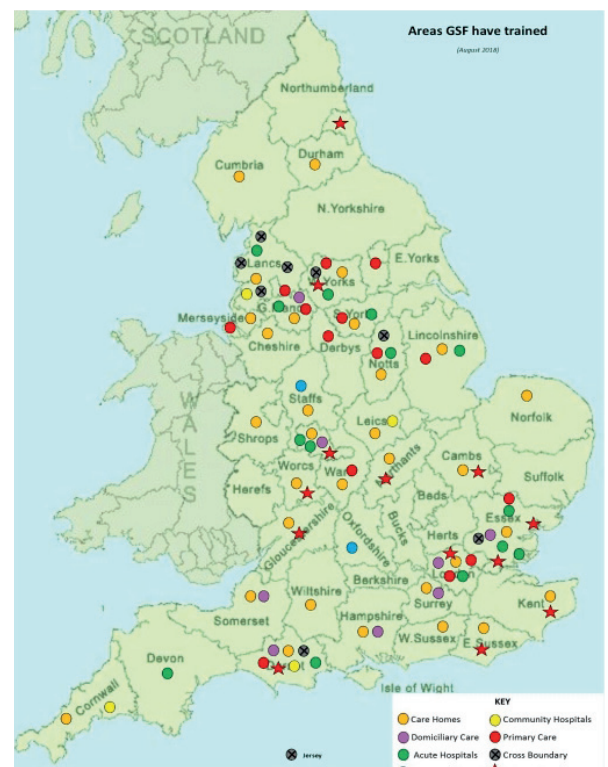 Areas GSF have trained
(August 2018)
SCOTLAND
Northumberland
Durham
Cumbria
N.Yorkshire
E.Yorks
Lancs
Yorks
Merseyside
S.York
Lincolnshire
Cheshire
Derbys
Notts
Staffs
Norfolk
Shrops
Leics
WALES
Cambs
Suffolk
Worcs
War
Northants
Herefs
Beds
Essex
Gloucestershire
Oxfordshire
Bucks
Herts
London
Berkshire
Wiltshire
Surrey
Kent
Somerset
Hampshire
W.Sussex
E.Sussex
Devon
Dorset
Cornwall
Isle of Wight
KEY
Care Homes
Community Hospitals
Domiciliary Care
Primary Care
Acute Hospitals
Cross Boundary
Jersey